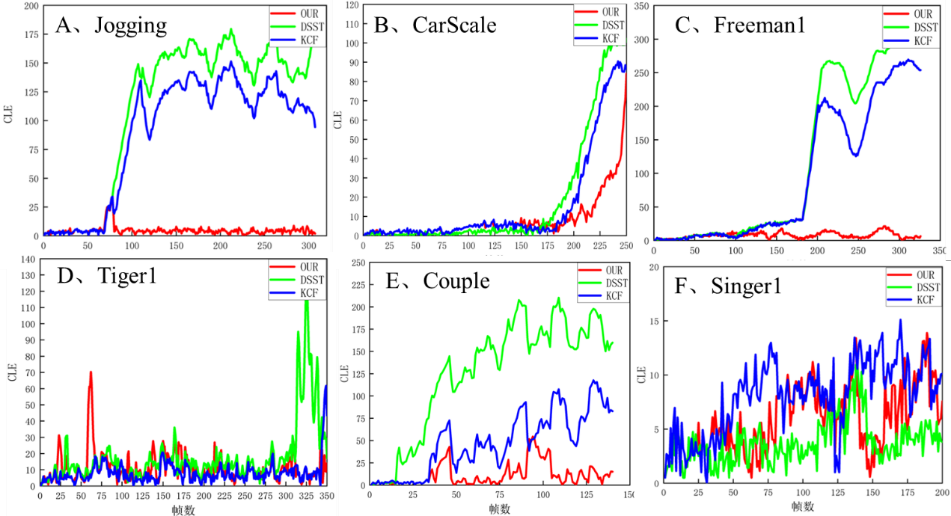 A、Jogging
OUR
DSST
KCF
CLE
200
175
150
125
100
75
50
25
0
0 50 100 150 200 250 300 350
B、CarScale
OUR
DSST
KCF
CLE
120
110
100
90
80
70
60
50
40
30
20
10
0
0 25 50 75 100 125 150 175 200 225 250
C、Freeman1
OUR
DSST
KCF
CLE
350
300
250
200
150
100
50
0
0 50 100 150 200 250 300 350
D、Tiger1
OUR
DSST
KCF
CLE
140
130
120
110
100
90
80
70
60
50
40
30
20
10
0
0 25 50 75 100 125 150 175 200 225 250 275 300 325 350
帧数
E、Couple
OUR
DSST
KCF
CLE
250
225
200
175
150
125
100
75
50
25
0
0 50 100
帧数
F、Singer1
OUR
DSST
KCF
CLE
20
15
10
5
0
0 25 50 75 100 125 150 175 200
帧数